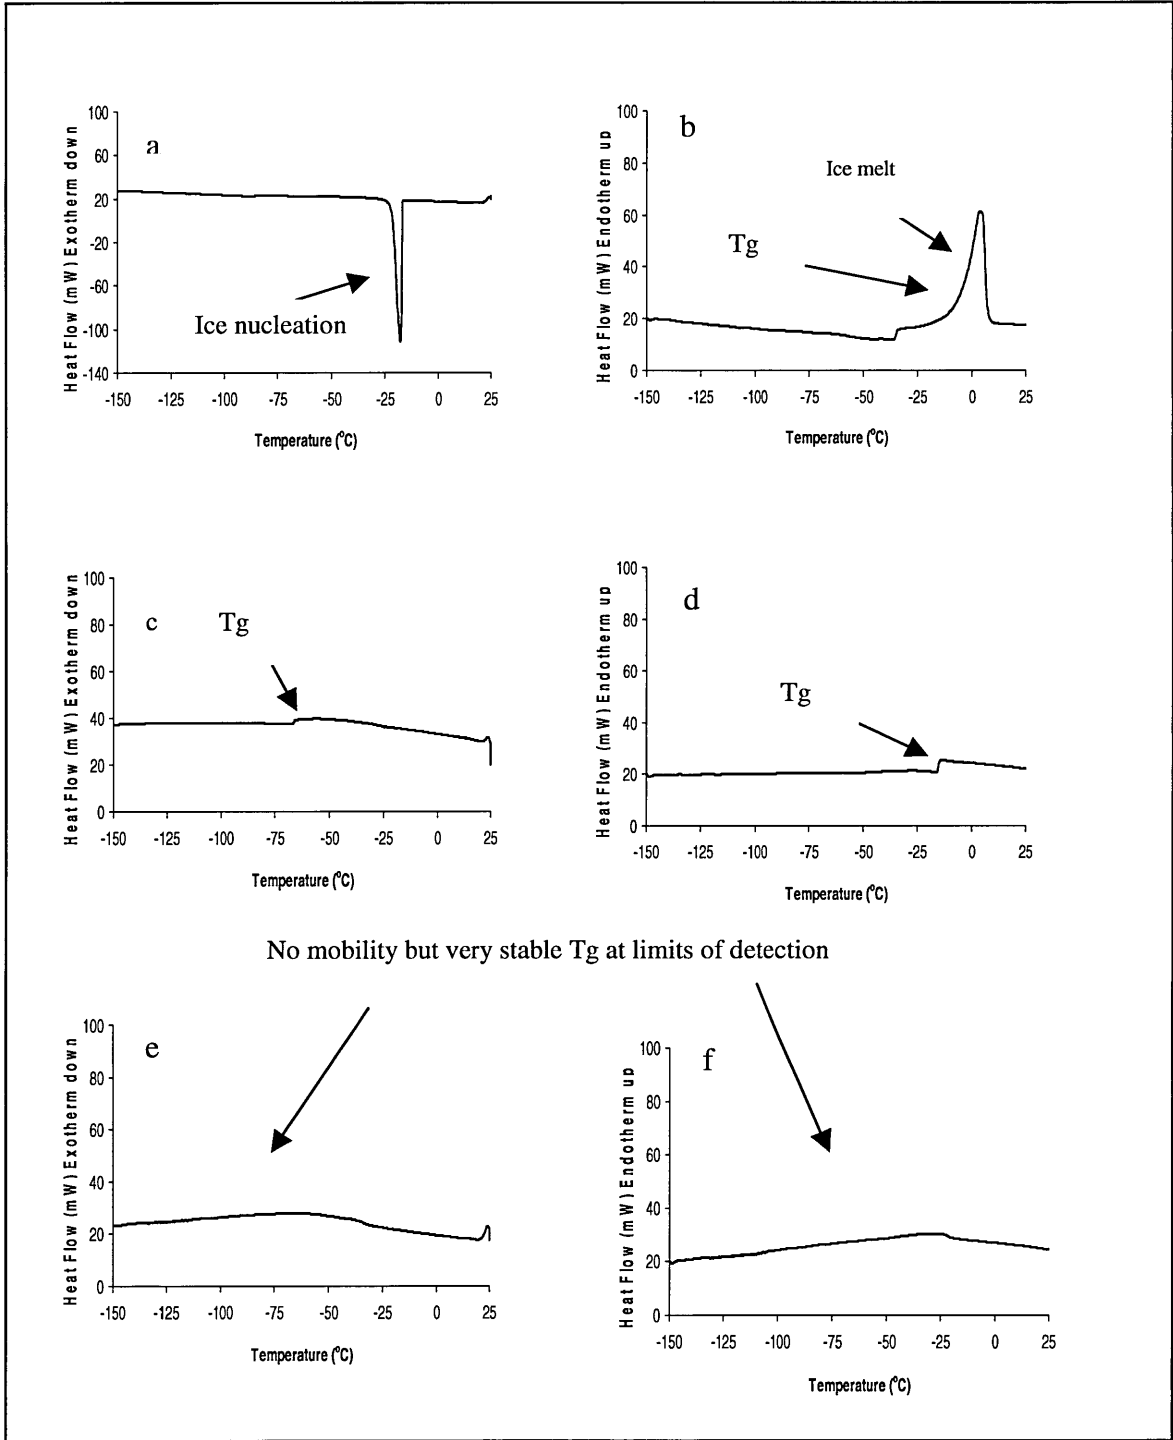 a
Heat Flow (mW) Exotherm down
100
60
20
-20
-60
-100
-140
Ice nucleation
-150 -125 -100 -75 -50 -25 0 25
Temperature (°C)
b
Heat Flow (mW) Endotherm up
100
80
60
40
20
0
Ice melt
Tg
-150 -125 -100 -75 -50 -25 0 25
Temperature (°C)
c
Heat Flow (mW) Exotherm down
100
80
60
40
20
0
Tg
-150 -125 -100 -75 -50 -25 0 25
Temperature (°C)
d
Heat Flow (mW) Endotherm up
100
80
60
40
20
0
Tg
-150 -125 -100 -75 -50 -25 0 25
Temperature (°C)
No mobility but very stable Tg at limits of detection
e
Heat Flow (mW) Exotherm down
100
80
60
40
20
0
-150 -125 -100 -75 -50 -25 0 25
Temperature (°C)
f
Heat Flow (mW) Endotherm up
100
80
60
40
20
0
-150 -125 -100 -75 -50 -25 0 25
Temperature (°C)